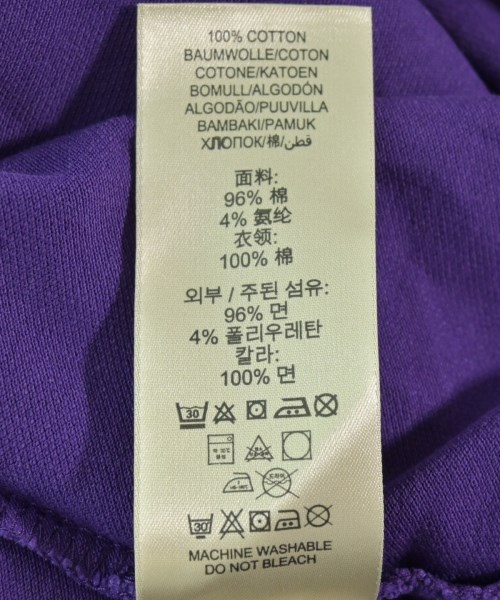 100% COTTON
BAUMWOLLE/COTON
COTONE/KATOEN
BOMULL/ALGODÓN
ALGODÃO/PUUVILLA
BAMBAKI/PAMUK
ХЛОПОК/棉/قطن
面料:
96% 棉
4% 氨纶
衣领:
100% 棉
외부 / 주된 섬유:
96% 면
4% 폴리우레탄
칼라:
100% 면
30
30
MACHINE WASHABLE
DO NOT BLEACH